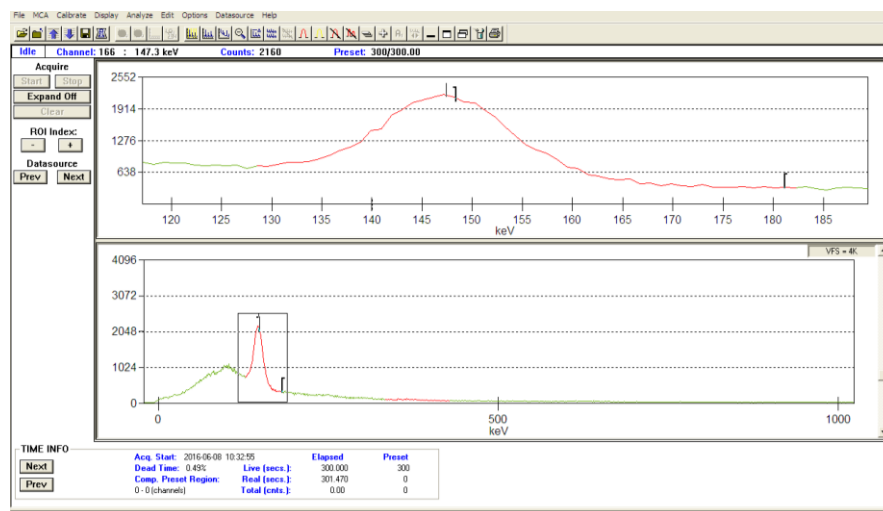 File MCA Calibrate Display Analyze Edit Options Datasource Help
Idle Channel: 166 : 147.3 keV Counts: 2160 Preset: 300/300.00
Acquire
Start Stop
Expand Off
Clear
ROI Index:
- +
Datasource
Prev Next
2552
1914
1276
638
120 125 130 135 140 145 150 155 160 165 170 175 180 185
keV
VFS = 4K
4096
3072
2048
1024
0
0 500 1000
keV
TIME INFO
Next
Prev
Acq. Start: 2016-06-08 10:32:55 Elapsed Preset
Dead Time: 0.49% Live (secs.): 300.000 300
Comp. Preset Region: Real (secs.): 301.470 0
0 - 0 (channels) Total (cnts.): 0.00 0